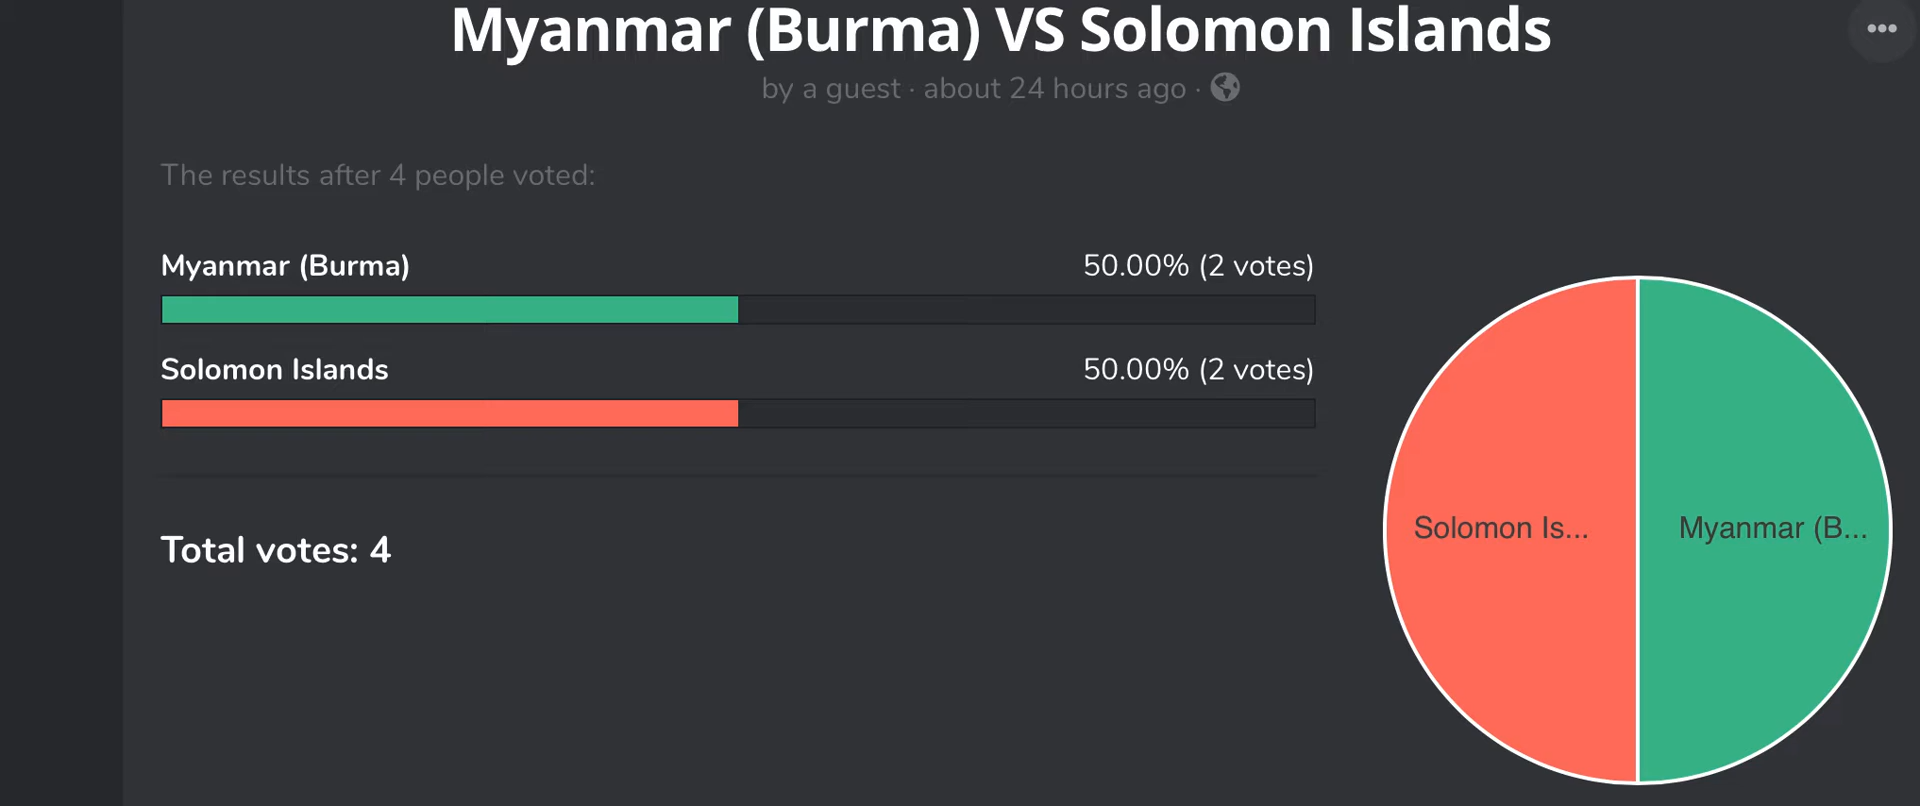 Myanmar (Burma) VS Solomon Islands
by a guest · about 24 hours ago ·
The results after 4 people voted:
Myanmar (Burma) 50.00% (2 votes)
Solomon Islands 50.00% (2 votes)
Total votes: 4
Solomon Is... Myanmar (B...